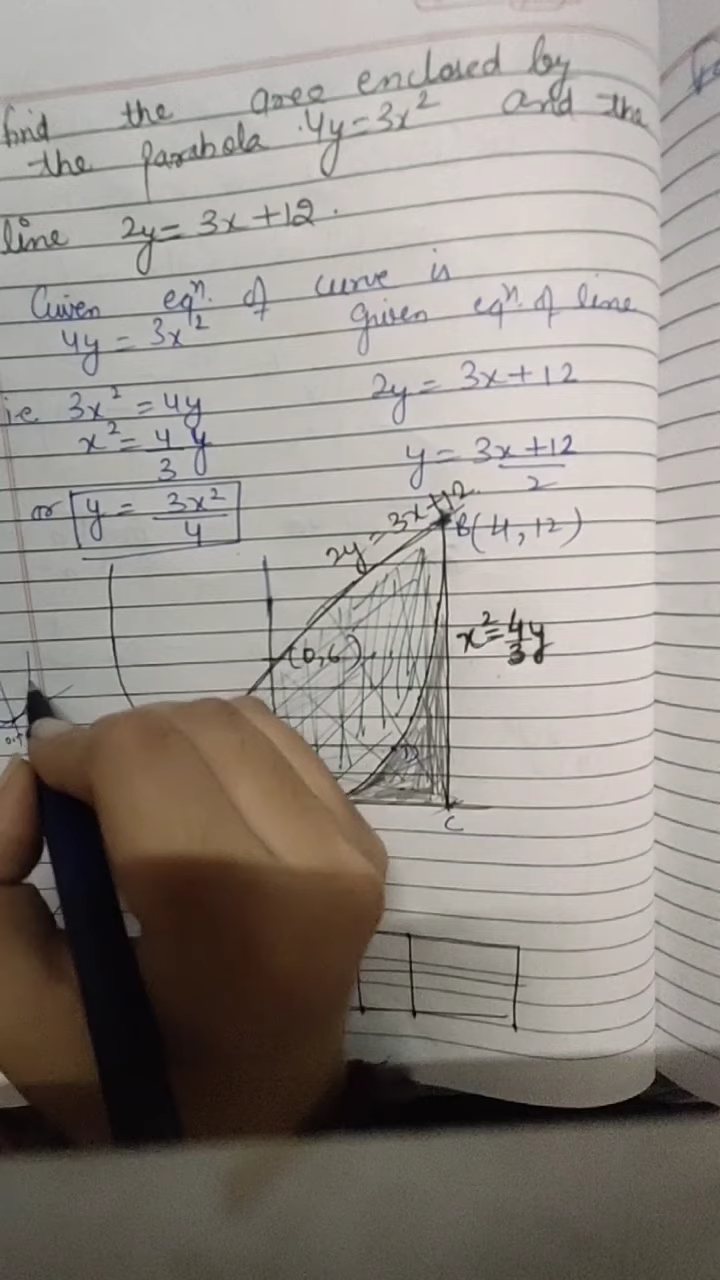 find the area enclosed by
the parabola 4y=3x² and the
line 2y = 3x +12.
Given eqⁿ. of curve is
4y = 3x²
i.e 3x² = 4y
x² = 4/3 y
or y = 3x²/4
given eqⁿ. of line
2y = 3x+12
y = 3x +12/2
2y = 3x+12.
B(4,12)
(0,6)
x²=4/3y
D
C